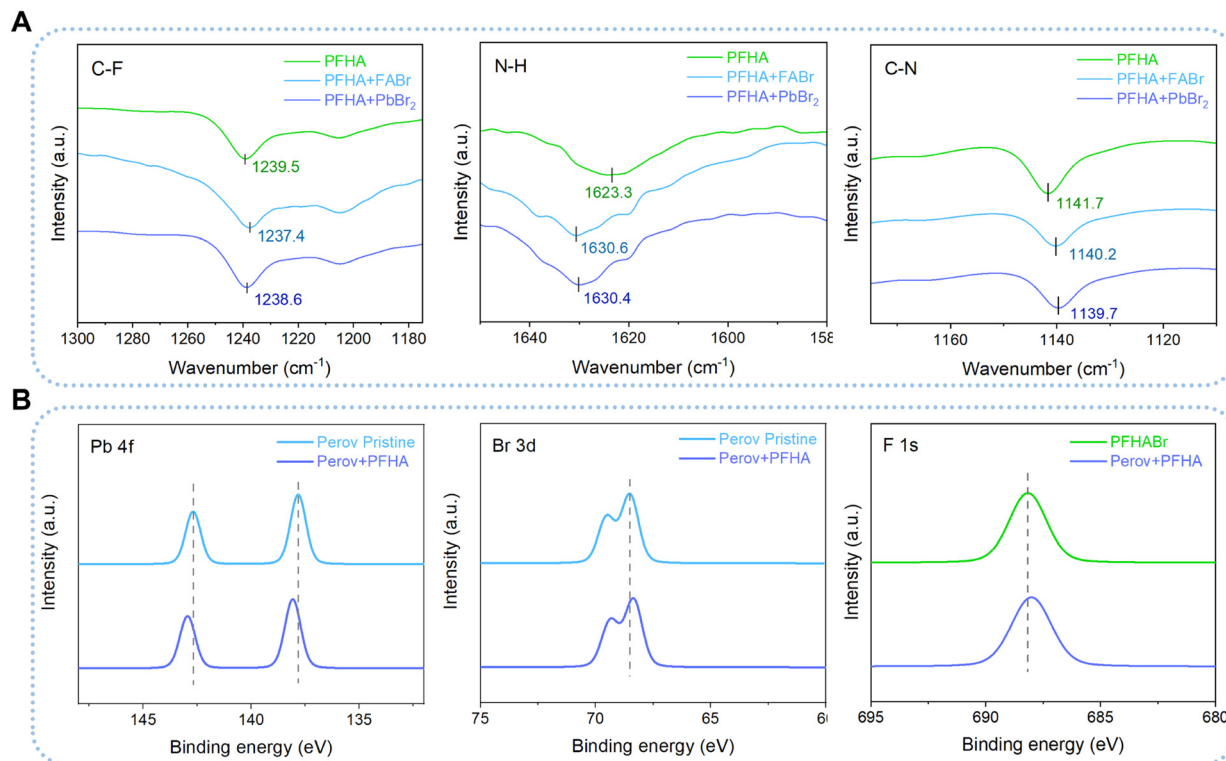 A
C-F
PFHA
PFHA+FABr
PFHA+PbBr₂
1239.5
1237.4
1238.6
Intensity (a.u.)
1300 1280 1260 1240 1220 1200 1180
Wavenumber (cm⁻¹)
N-H
PFHA
PFHA+FABr
PFHA+PbBr₂
1623.3
1630.6
1630.4
Intensity (a.u.)
1640 1620 1600 158
Wavenumber (cm⁻¹)
C-N
PFHA
PFHA+FABr
PFHA+PbBr₂
1141.7
1140.2
1139.7
Intensity (a.u.)
1160 1140 1120
Wavenumber (cm⁻¹)
B
Pb 4f
Perov Pristine
Perov+PFHA
Intensity (a.u.)
145 140 135
Binding energy (eV)
Br 3d
Perov Pristine
Perov+PFHA
Intensity (a.u.)
75 70 65
Binding energy (eV)
F 1s
PFHABr
Perov+PFHA
Intensity (a.u.)
695 690 685 680
Binding energy (eV)